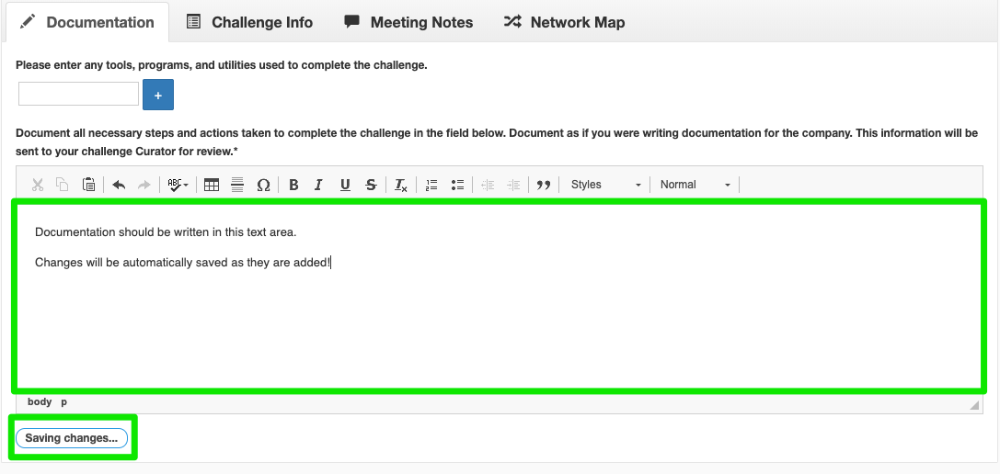 Documentation Challenge Info Meeting Notes Network Map
Please enter any tools, programs, and utilities used to complete the challenge.
+
Document all necessary steps and actions taken to complete the challenge in the field below. Document as if you were writing documentation for the company. This information will be
sent to your challenge Curator for review.*
ABC Ω B I U S Tx Styles Normal
Documentation should be written in this text area.
Changes will be automatically saved as they are added!
body p
Saving changes...